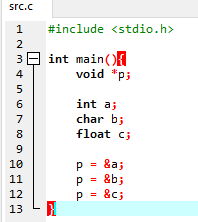 src.c
1 #include <stdio.h>
2
3 int main(){
4     void *p;
5
6     int a;
7     char b;
8     float c;
9
10     p = &a;
11     p = &b;
12     p = &c;
13 }